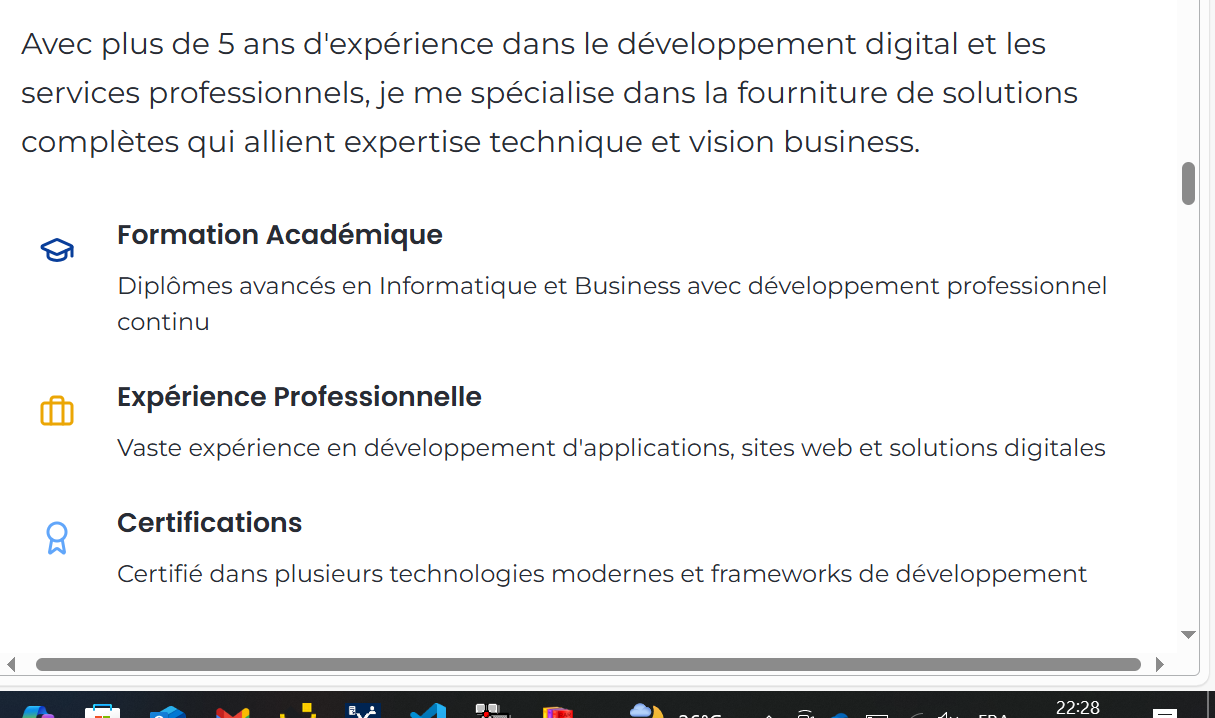 Avec plus de 5 ans d'expérience dans le développement digital et les
services professionnels, je me spécialise dans la fourniture de solutions
complètes qui allient expertise technique et vision business.
Formation Académique
Diplômes avancés en Informatique et Business avec développement professionnel
continu
Expérience Professionnelle
Vaste expérience en développement d'applications, sites web et solutions digitales
Certifications
Certifié dans plusieurs technologies modernes et frameworks de développement
22:28